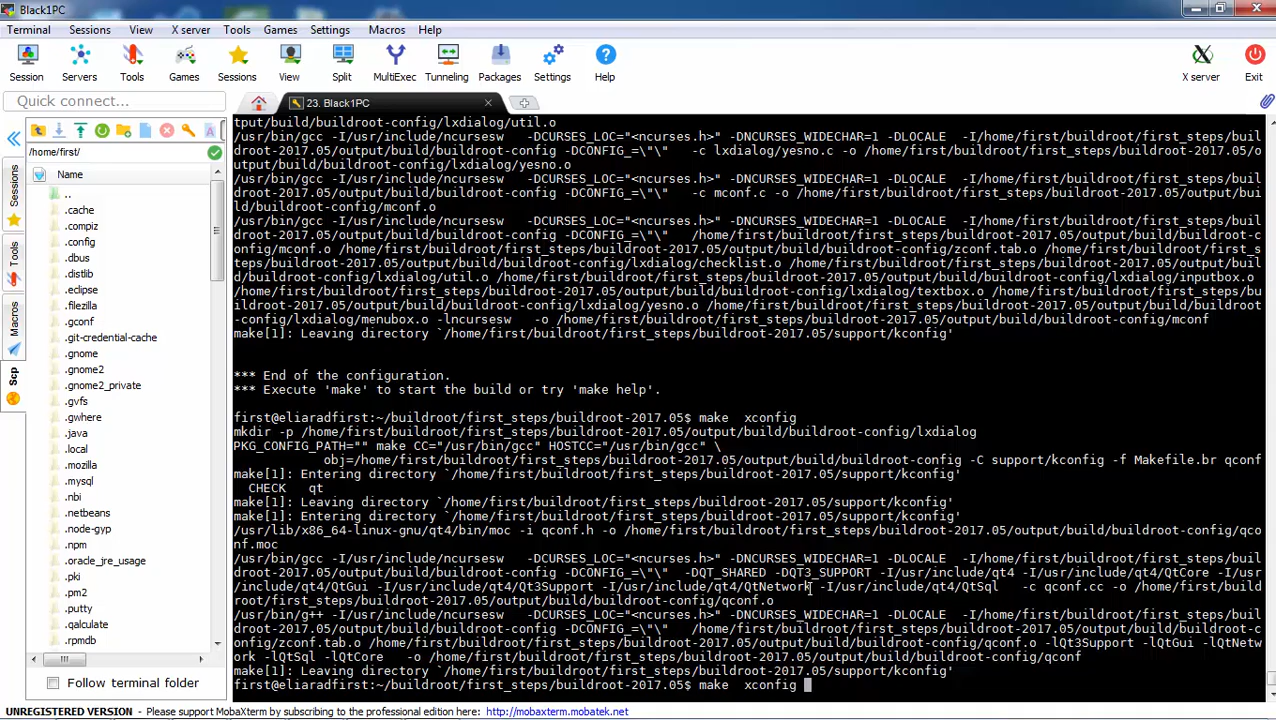 Black1PC
Terminal Sessions View X server Tools Games Settings Macros Help
Session Servers Tools Games Sessions View Split MultiExec Tunneling Packages Settings Help X server Exit
Quick connect...
23. Black1PC
/home/first/
Name
..
.cache
.compiz
.config
.dbus
.distlib
.eclipse
.filezilla
.gconf
.git-credential-cache
.gnome
.gnome2
.gnome2_private
.gvfs
.gwhere
.java
.local
.mozilla
.mysql
.nbi
.netbeans
.node-gyp
.npm
.oracle_jre_usage
.pki
.pm2
.putty
.qalculate
.rpmdb
Sessions
Tools
Macros
Scp
Follow terminal folder
tput/build/buildroot-config/lxdialog/util.o
/usr/bin/gcc -I/usr/include/ncursesw -DCURSES_LOC="<ncurses.h>" -DNCURSES_WIDECHAR=1 -DLOCALE -I/home/first/buildroot/first_steps/buil
droot-2017.05/output/build/buildroot-config -DCONFIG_=\"\" -c lxdialog/yesno.c -o /home/first/buildroot/first_steps/buildroot-2017.05/o
utput/build/buildroot-config/lxdialog/yesno.o
/usr/bin/gcc -I/usr/include/ncursesw -DCURSES_LOC="<ncurses.h>" -DNCURSES_WIDECHAR=1 -DLOCALE -I/home/first/buildroot/first_steps/buil
droot-2017.05/output/build/buildroot-config -DCONFIG_=\"\" -c mconf.c -o /home/first/buildroot/first_steps/buildroot-2017.05/output/bui
ld/buildroot-config/mconf.o
/usr/bin/gcc -I/usr/include/ncursesw -DCURSES_LOC="<ncurses.h>" -DNCURSES_WIDECHAR=1 -DLOCALE -I/home/first/buildroot/first_steps/buil
droot-2017.05/output/build/buildroot-config -DCONFIG_=\"\" /home/first/buildroot/first_steps/buildroot-2017.05/output/build/buildroot-c
onfig/mconf.o /home/first/buildroot/first_steps/buildroot-2017.05/output/build/buildroot-config/zconf.tab.o /home/first/buildroot/first_s
teps/buildroot-2017.05/output/build/buildroot-config/lxdialog/checklist.o /home/first/buildroot/first_steps/buildroot-2017.05/output/buil
d/buildroot-config/lxdialog/util.o /home/first/buildroot/first_steps/buildroot-2017.05/output/build/buildroot-config/lxdialog/inputbox.o
/home/first/buildroot/first_steps/buildroot-2017.05/output/build/buildroot-config/lxdialog/textbox.o /home/first/buildroot/first_steps/bu
ildroot-2017.05/output/build/buildroot-config/lxdialog/yesno.o /home/first/buildroot/first_steps/buildroot-2017.05/output/build/buildroot
-config/lxdialog/menubox.o -lncursesw -o /home/first/buildroot/first_steps/buildroot-2017.05/output/build/buildroot-config/mconf
make[1]: Leaving directory `/home/first/buildroot/first_steps/buildroot-2017.05/support/kconfig'
*** End of the configuration.
*** Execute 'make' to start the build or try 'make help'.
first@eliaradfirst:~/buildroot/first_steps/buildroot-2017.05$ make xconfig
mkdir -p /home/first/buildroot/first_steps/buildroot-2017.05/output/build/buildroot-config/lxdialog
PKG_CONFIG_PATH="" make CC="/usr/bin/gcc" HOSTCC="/usr/bin/gcc" \
obj=/home/first/buildroot/first_steps/buildroot-2017.05/output/build/buildroot-config -C support/kconfig -f Makefile.br qconf
make[1]: Entering directory `/home/first/buildroot/first_steps/buildroot-2017.05/support/kconfig'
CHECK qt
make[1]: Leaving directory `/home/first/buildroot/first_steps/buildroot-2017.05/support/kconfig'
make[1]: Entering directory `/home/first/buildroot/first_steps/buildroot-2017.05/support/kconfig'
/usr/lib/x86_64-linux-gnu/qt4/bin/moc -i qconf.h -o /home/first/buildroot/first_steps/buildroot-2017.05/output/build/buildroot-config/qco
nf.moc
/usr/bin/gcc -I/usr/include/ncursesw -DCURSES_LOC="<ncurses.h>" -DNCURSES_WIDECHAR=1 -DLOCALE -I/home/first/buildroot/first_steps/buil
droot-2017.05/output/build/buildroot-config -DCONFIG_=\"\" -DQT_SHARED -DQT3_SUPPORT -I/usr/include/qt4 -I/usr/include/qt4/QtCore -I/usr
/include/qt4/QtGui -I/usr/include/qt4/Qt3Support -I/usr/include/qt4/QtNetwork -I/usr/include/qt4/QtSql -c qconf.cc -o /home/first/build
root/first_steps/buildroot-2017.05/output/build/buildroot-config/qconf.o
/usr/bin/g++ -I/usr/include/ncursesw -DCURSES_LOC="<ncurses.h>" -DNCURSES_WIDECHAR=1 -DLOCALE -I/home/first/buildroot/first_steps/buil
droot-2017.05/output/build/buildroot-config -DCONFIG_=\"\" /home/first/buildroot/first_steps/buildroot-2017.05/output/build/buildroot-c
onfig/zconf.tab.o /home/first/buildroot/first_steps/buildroot-2017.05/output/build/buildroot-config/qconf.o -lQt3Support -lQtGui -lQtNetw
ork -lQtSql -lQtCore -o /home/first/buildroot/first_steps/buildroot-2017.05/output/build/buildroot-config/qconf
make[1]: Leaving directory `/home/first/buildroot/first_steps/buildroot-2017.05/support/kconfig'
first@eliaradfirst:~/buildroot/first_steps/buildroot-2017.05$ make xconfig
UNREGISTERED VERSION - Please support MobaXterm by subscribing to the professional edition here: http://mobaxterm.mobatek.net